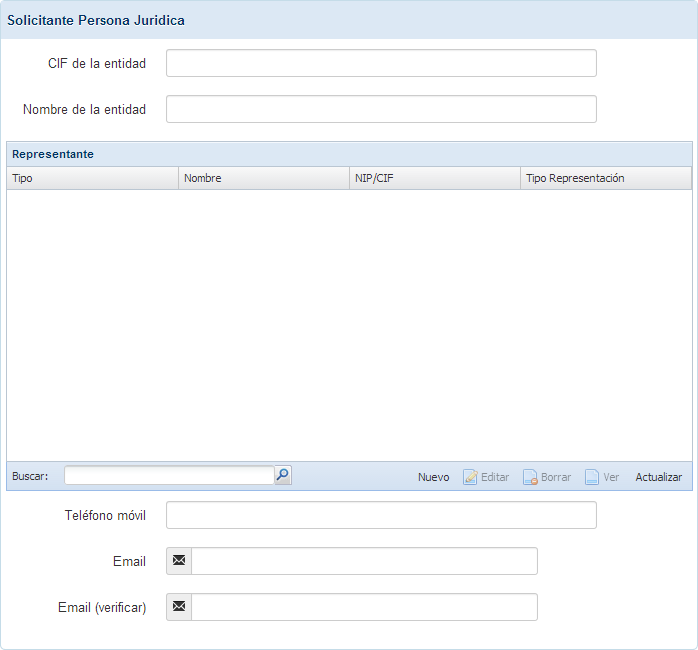 Solicitante Persona Juridica
CIF de la entidad
Nombre de la entidad
Representante
Tipo Nombre NIP/CIF Tipo Representación
Buscar: Nuevo Editar Borrar Ver Actualizar
Teléfono móvil
Email
Email (verificar)